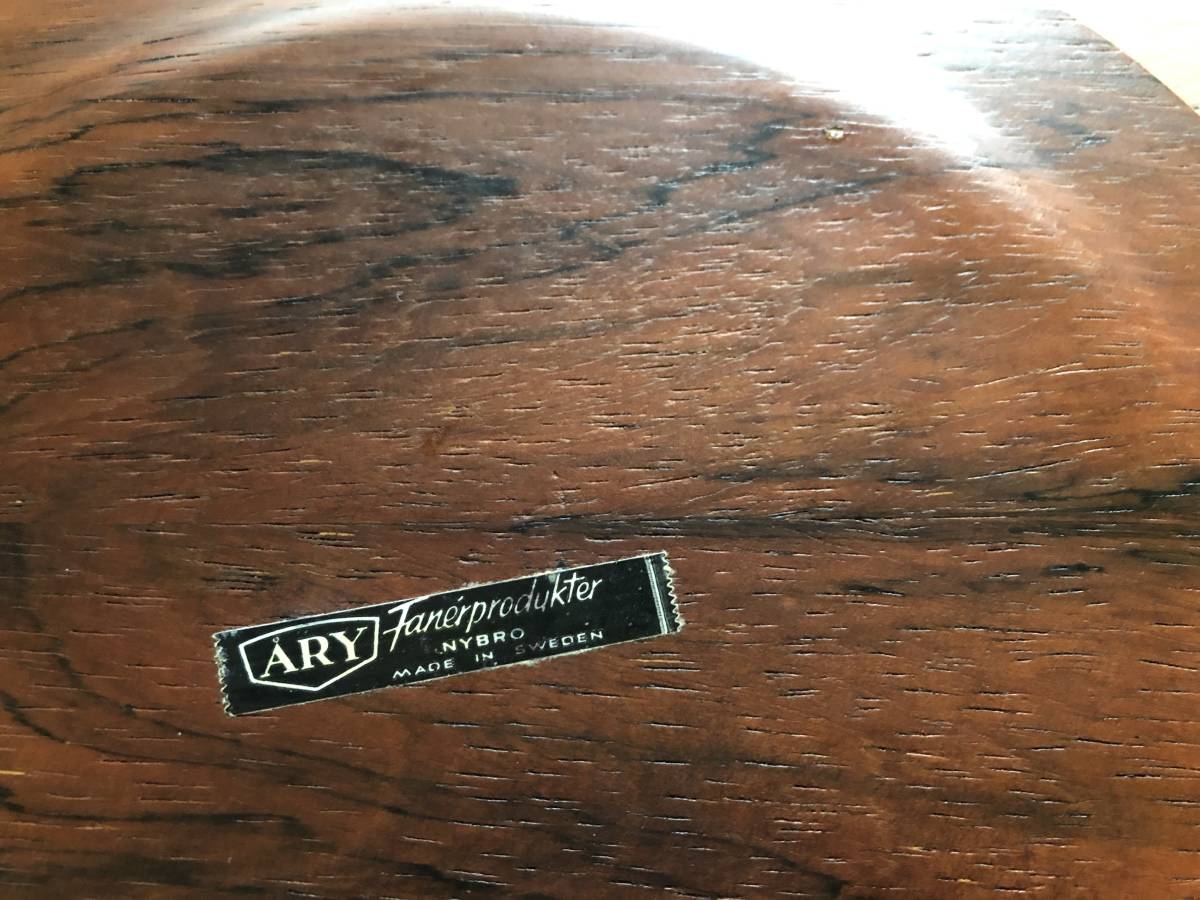 ÅRY
Fanérprodukter
NYBRO
MADE IN SWEDEN